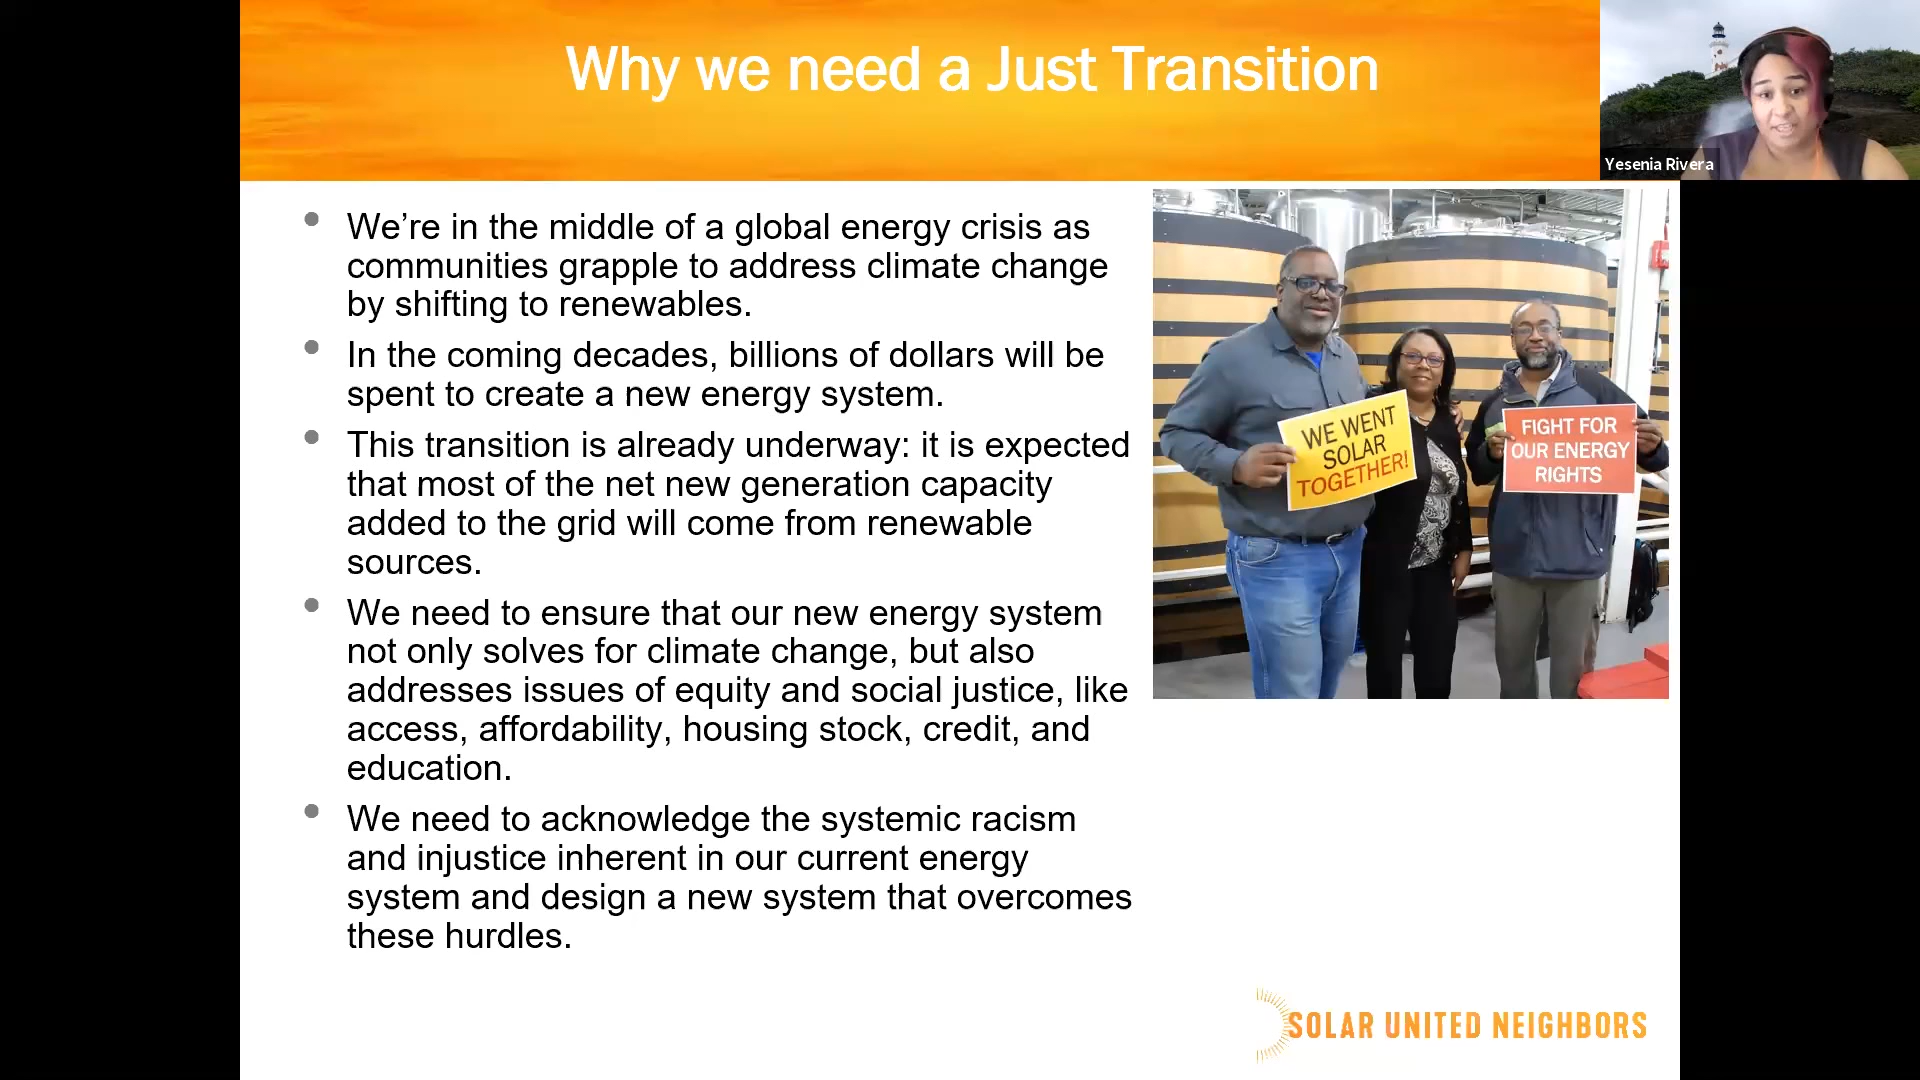 Why we need a Just Transition
Yesenia Rivera
• We’re in the middle of a global energy crisis as
communities grapple to address climate change
by shifting to renewables.
• In the coming decades, billions of dollars will be
spent to create a new energy system.
• This transition is already underway: it is expected
that most of the net new generation capacity
added to the grid will come from renewable
sources.
• We need to ensure that our new energy system
not only solves for climate change, but also
addresses issues of equity and social justice, like
access, affordability, housing stock, credit, and
education.
• We need to acknowledge the systemic racism
and injustice inherent in our current energy
system and design a new system that overcomes
these hurdles.
WE WENT
SOLAR
TOGETHER!
FIGHT FOR
OUR ENERGY
RIGHTS
SOLAR UNITED NEIGHBORS